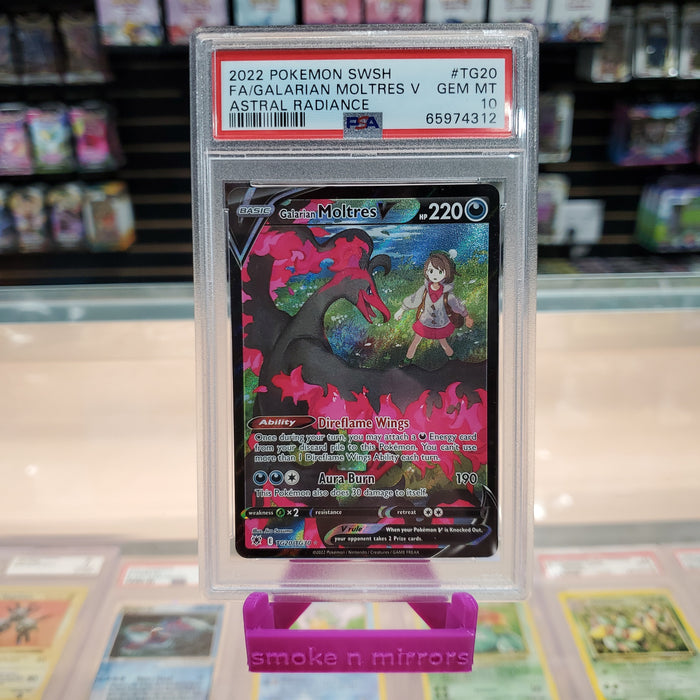 2022 POKEMON SWSH #TG20
FA/GALARIAN MOLTRES V GEM MT
ASTRAL RADIANCE 10
PSA 65974312
BASIC Galarian Moltres V HP 220
Ability Direflame Wings
Once during your turn, you may attach a Energy card
from your discard pile to this Pokémon. You can't use
more than 1 Direflame Wings Ability each turn.
Aura Burn 190
This Pokémon also does 30 damage to itself.
weakness ×2 resistance retreat
V rule When your Pokémon V is Knocked Out,
your opponent takes 2 Prize cards.
E TG20/TG30
©2022 Pokémon / Nintendo / Creatures / GAME FREAK
smoke n mirrors